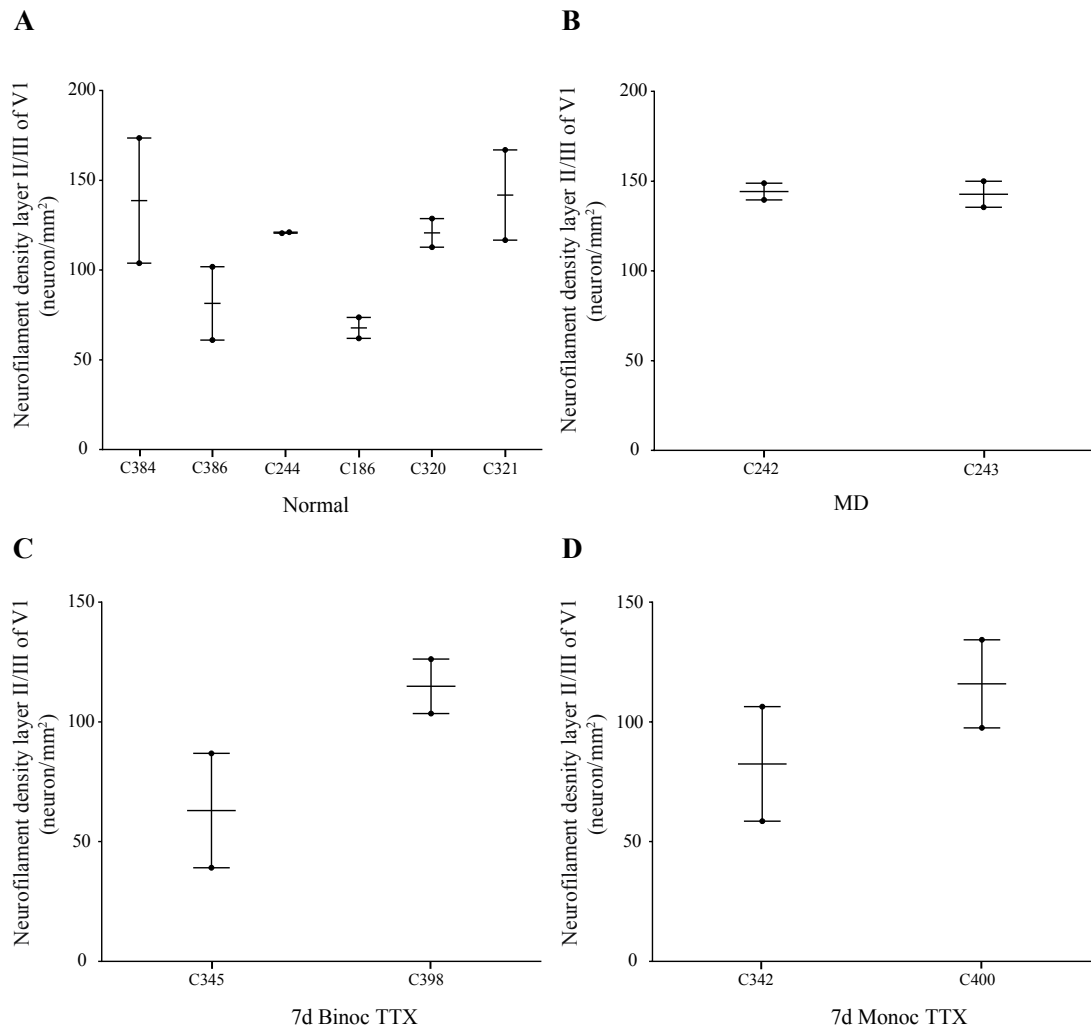 A
Neurofilament density layer II/III of V1
(neuron/mm²)
200
150
100
50
0
C384 C386 C244 C186 C320 C321
Normal
B
Neurofilament density layer II/III of V1
(neuron/mm²)
200
150
100
50
0
C242 C243
MD
C
Neurofilament density layer II/III of V1
(neuron/mm²)
150
100
50
0
C345 C398
7d Binoc TTX
D
Neurofilament desnity layer II/III of V1
(neuron/mm²)
150
100
50
0
C342 C400
7d Monoc TTX